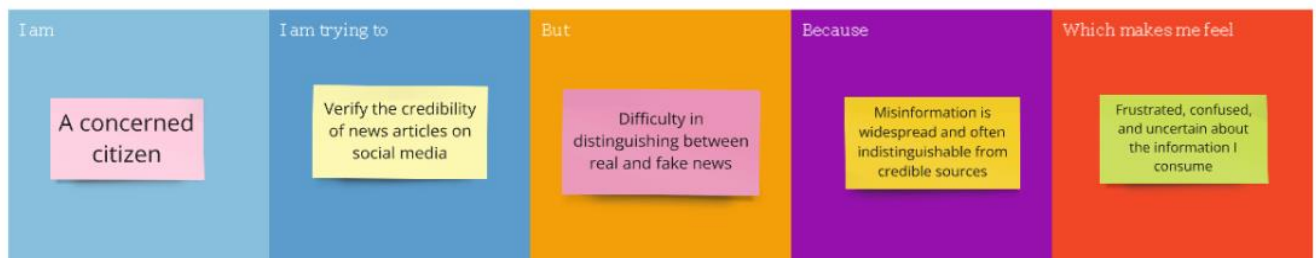 I am
A concerned
citizen
I am trying to
Verify the credibility
of news articles on
social media
But
Difficulty in
distinguishing between
real and fake news
Because
Misinformation is
widespread and often
indistinguishable from
credible sources
Which makes me feel
Frustrated, confused,
and uncertain about
the information I
consume